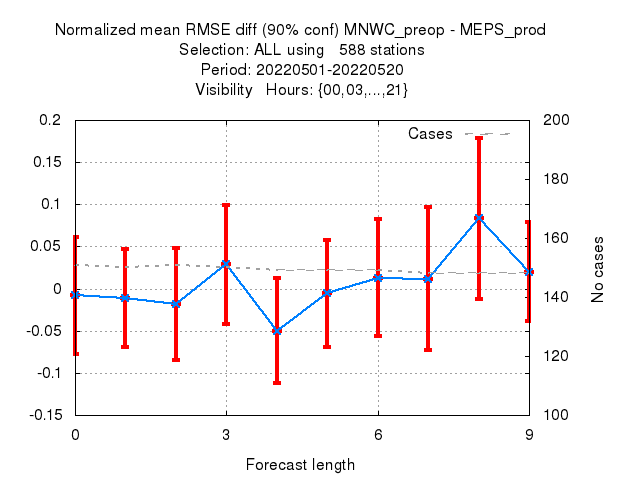 Normalized mean RMSE diff (90% conf) MNWC_preop - MEPS_prod
Selection: ALL using   588 stations
Period: 20220501-20220520
Visibility   Hours: {00,03,...,21}
0.2
0.15
0.1
0.05
0
-0.05
-0.1
-0.15
200
180
160
140
120
100
Cases
No cases
0
3
6
9
Forecast length